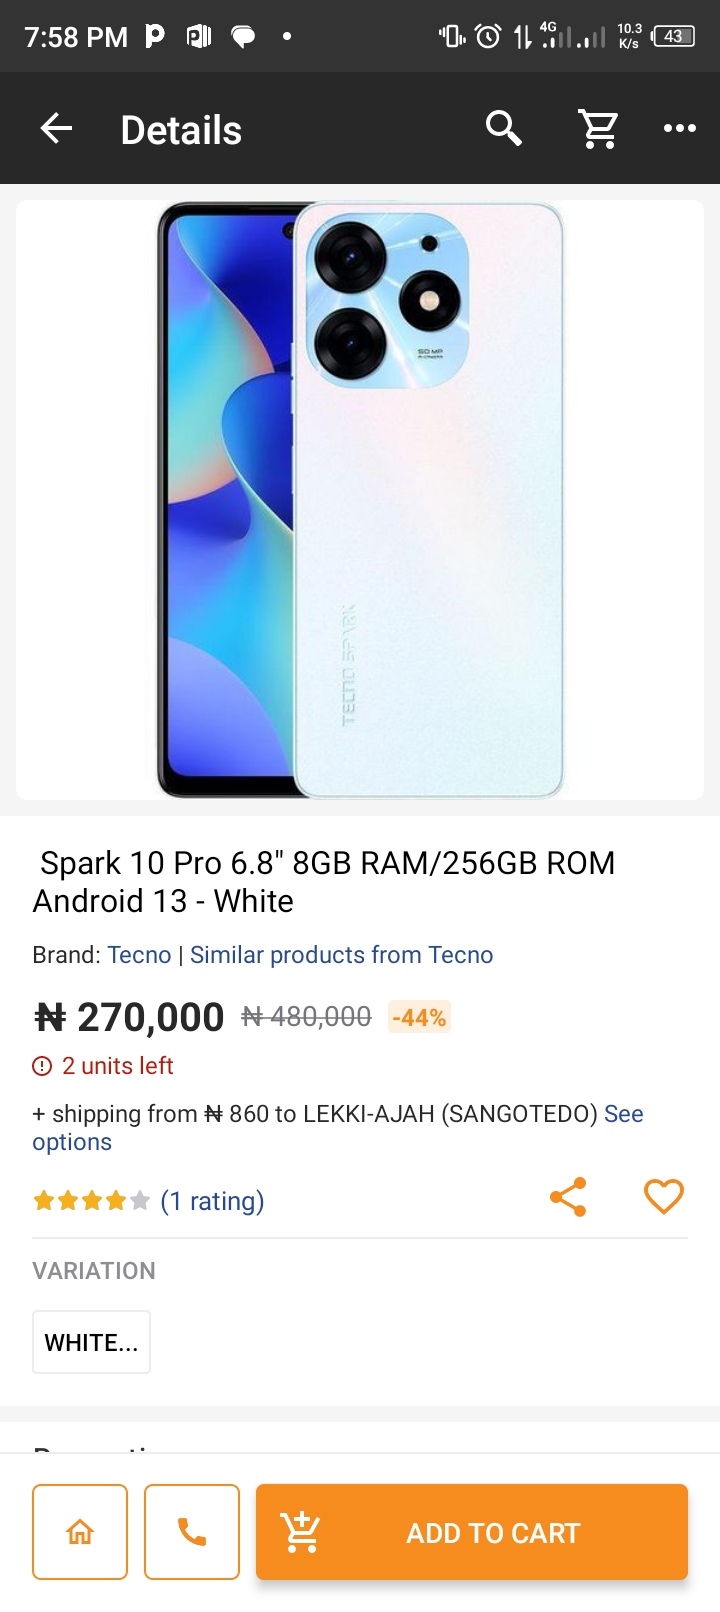 7:58 PM
4G
10.3
K/s
43
Details
50 MP
TECNO SPARK
Spark 10 Pro 6.8" 8GB RAM/256GB ROM
Android 13 - White
Brand: Tecno | Similar products from Tecno
₦ 270,000 ₦ 480,000 -44%
2 units left
+ shipping from ₦ 860 to LEKKI-AJAH (SANGOTEDO) See
options
(1 rating)
VARIATION
WHITE...
ADD TO CART